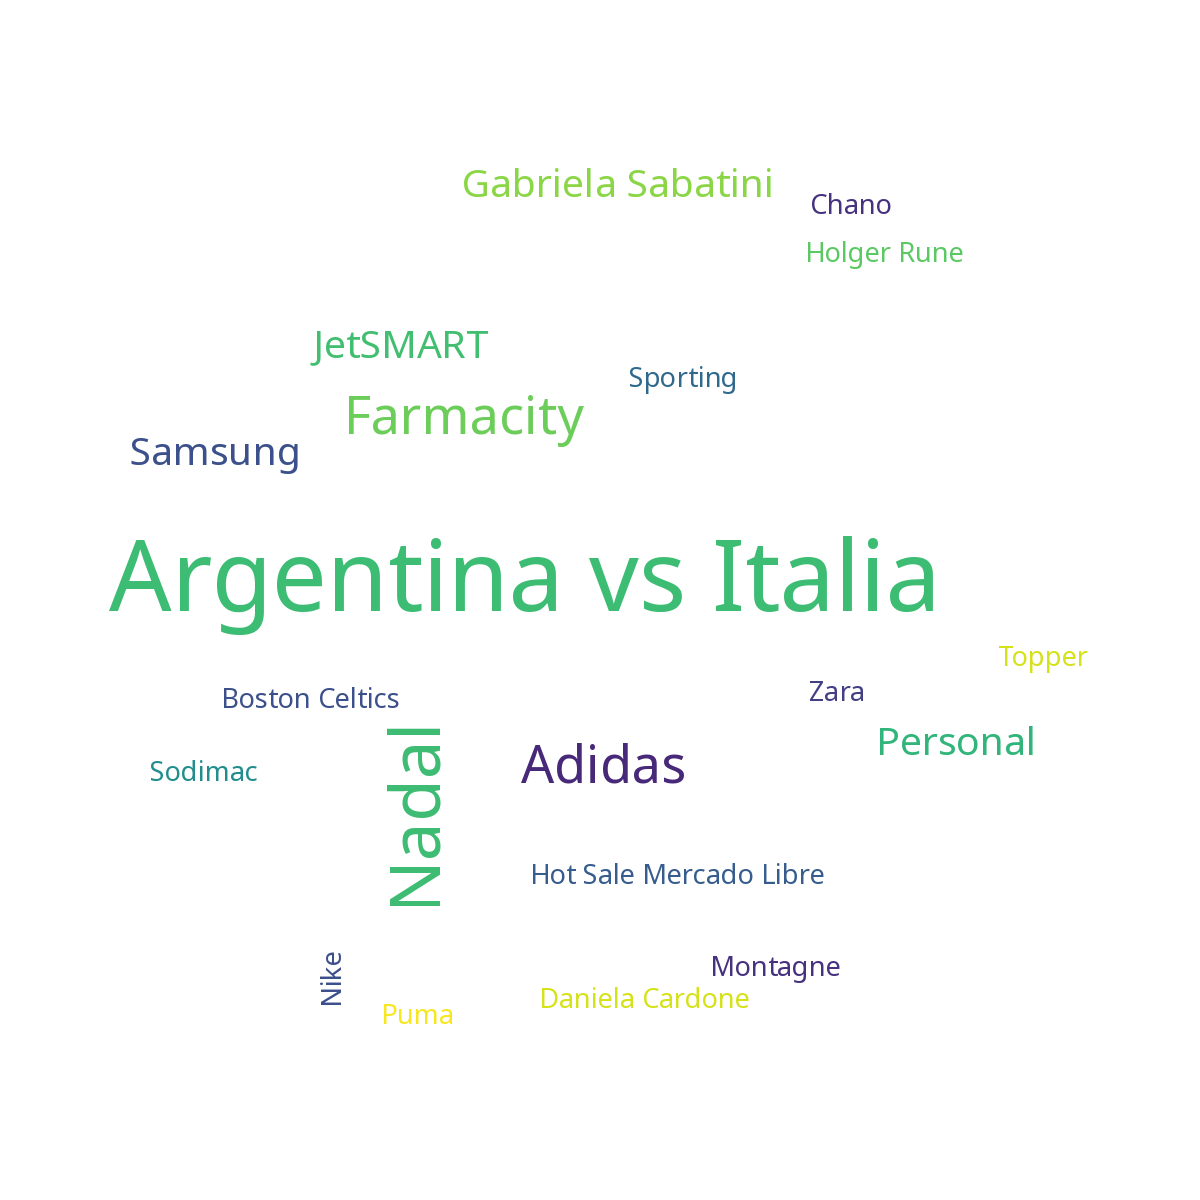 Gabriela Sabatini
Chano
Holger Rune
JetSMART
Sporting
Farmacity
Samsung
Argentina vs Italia
Topper
Zara
Boston Celtics
Personal
Nadal
Adidas
Sodimac
Hot Sale Mercado Libre
Nike
Montagne
Daniela Cardone
Puma